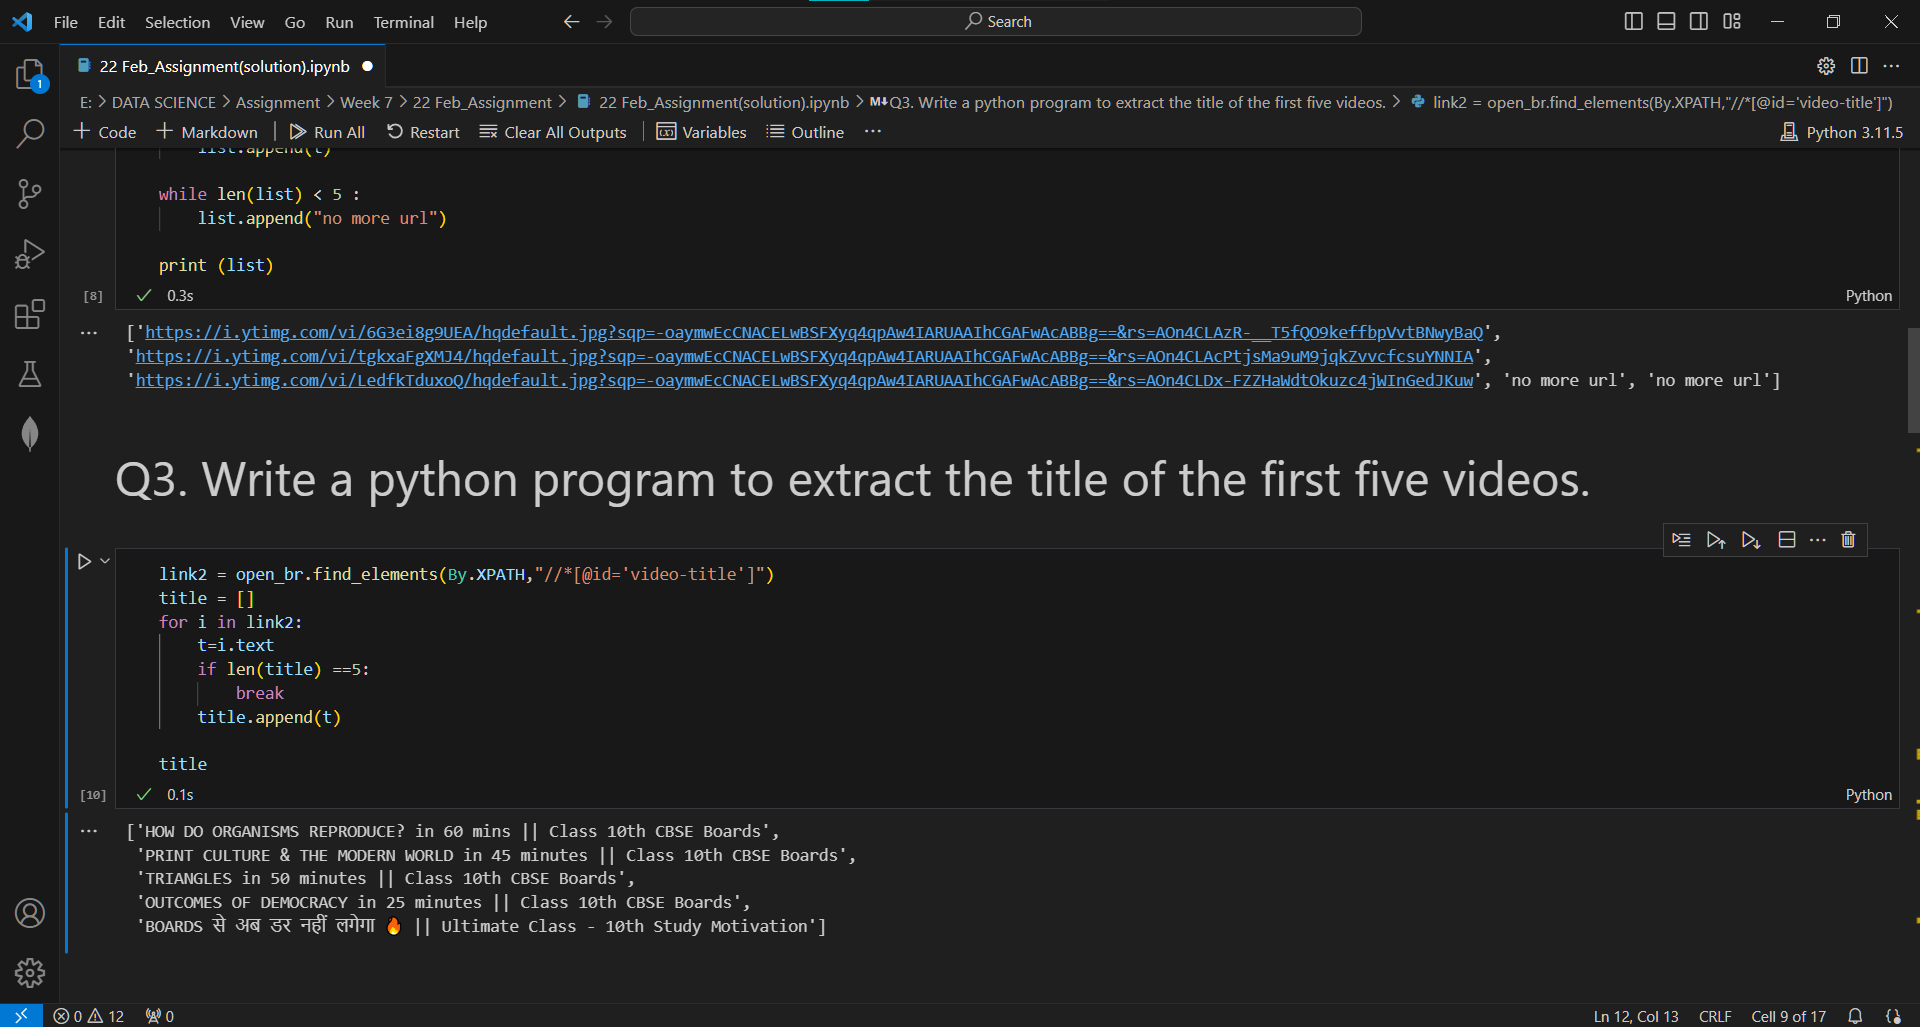 File Edit Selection View Go Run Terminal Help
Search
22 Feb_Assignment(solution).ipynb
1
E: > DATA SCIENCE > Assignment > Week 7 > 22 Feb_Assignment > 22 Feb_Assignment(solution).ipynb > M↓Q3. Write a python program to extract the title of the first five videos. > link2 = open_br.find_elements(By.XPATH,"//*[@id='video-title']")
+ Code + Markdown | Run All Restart Clear All Outputs | Variables Outline ...
Python 3.11.5
list.append(t)
while len(list) < 5 :
list.append("no more url")
print (list)
[8] ✓ 0.3s Python
['https://i.ytimg.com/vi/6G3ei8g9UEA/hqdefault.jpg?sqp=-oaymwEcCNACELwBSFXyq4qpAw4IARUAAIhCGAFwAcABBg==&rs=AOn4CLAzR-__T5fQO9keffbpVvtBNwyBaQ',
'https://i.ytimg.com/vi/tgkxaFgXMJ4/hqdefault.jpg?sqp=-oaymwEcCNACELwBSFXyq4qpAw4IARUAAIhCGAFwAcABBg==&rs=AOn4CLAcPtjsMa9uM9jqkZvvcfcsuYNNIA',
'https://i.ytimg.com/vi/LedfkTduxoQ/hqdefault.jpg?sqp=-oaymwEcCNACELwBSFXyq4qpAw4IARUAAIhCGAFwAcABBg==&rs=AOn4CLDx-FZZHaWdtOkuzc4jWInGedJKuw', 'no more url', 'no more url']
Q3. Write a python program to extract the title of the first five videos.
link2 = open_br.find_elements(By.XPATH,"//*[@id='video-title']")
title = []
for i in link2:
t=i.text
if len(title) ==5:
break
title.append(t)
title
[10] ✓ 0.1s Python
['HOW DO ORGANISMS REPRODUCE? in 60 mins || Class 10th CBSE Boards',
'PRINT CULTURE & THE MODERN WORLD in 45 minutes || Class 10th CBSE Boards',
'TRIANGLES in 50 minutes || Class 10th CBSE Boards',
'OUTCOMES OF DEMOCRACY in 25 minutes || Class 10th CBSE Boards',
'BOARDS से अब डर नहीं लगेगा 🔥 || Ultimate Class - 10th Study Motivation']
0 12 0 Ln 12, Col 13 CRLF Cell 9 of 17